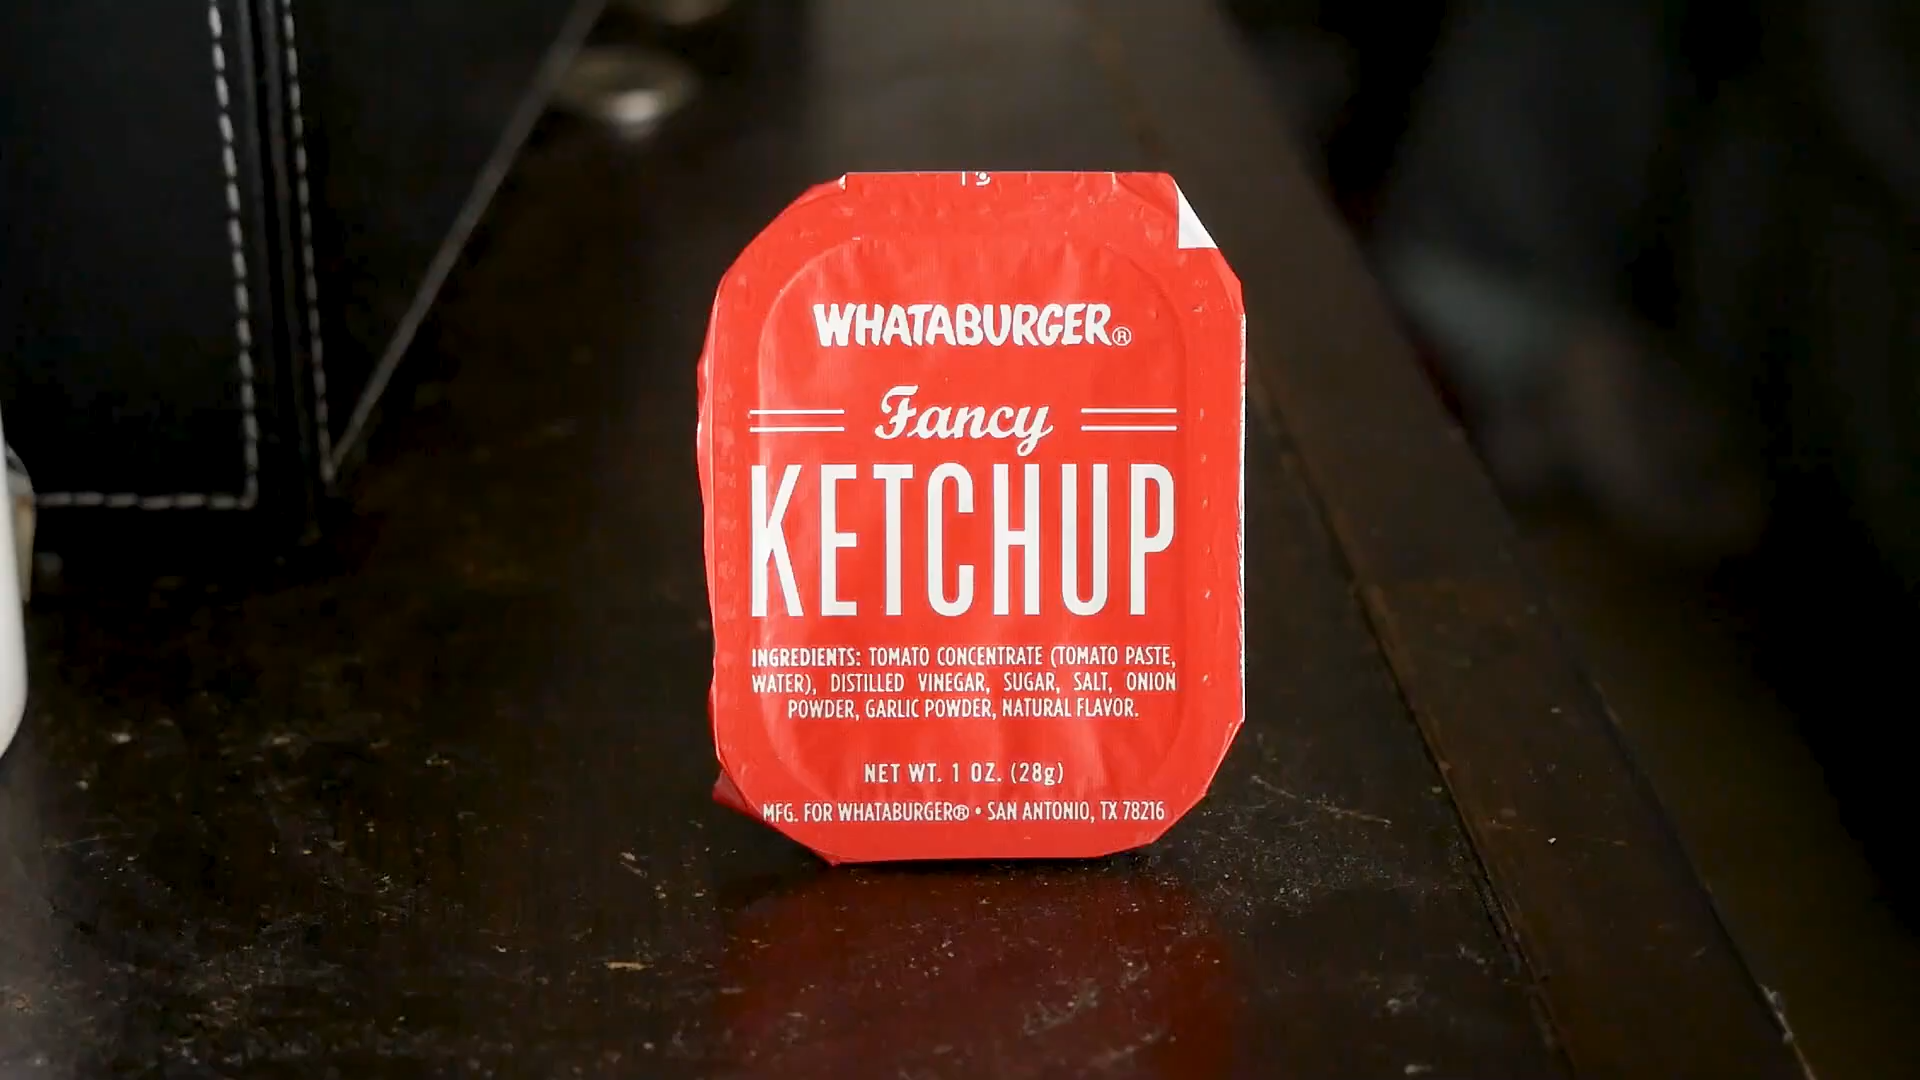 WHATABURGER®
Fancy
KETCHUP
INGREDIENTS: TOMATO CONCENTRATE (TOMATO PASTE,
WATER), DISTILLED VINEGAR, SUGAR, SALT, ONION
POWDER, GARLIC POWDER, NATURAL FLAVOR.
NET WT. 1 OZ. (28g)
MFG. FOR WHATABURGER® • SAN ANTONIO, TX 78216